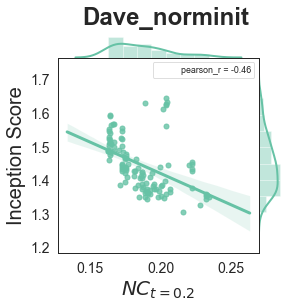 Dave_norminit
pearson_r = -0.46
Inception Score
1.7
1.6
1.5
1.4
1.3
1.2
0.15 0.20 0.25
NC_{t = 0.2}